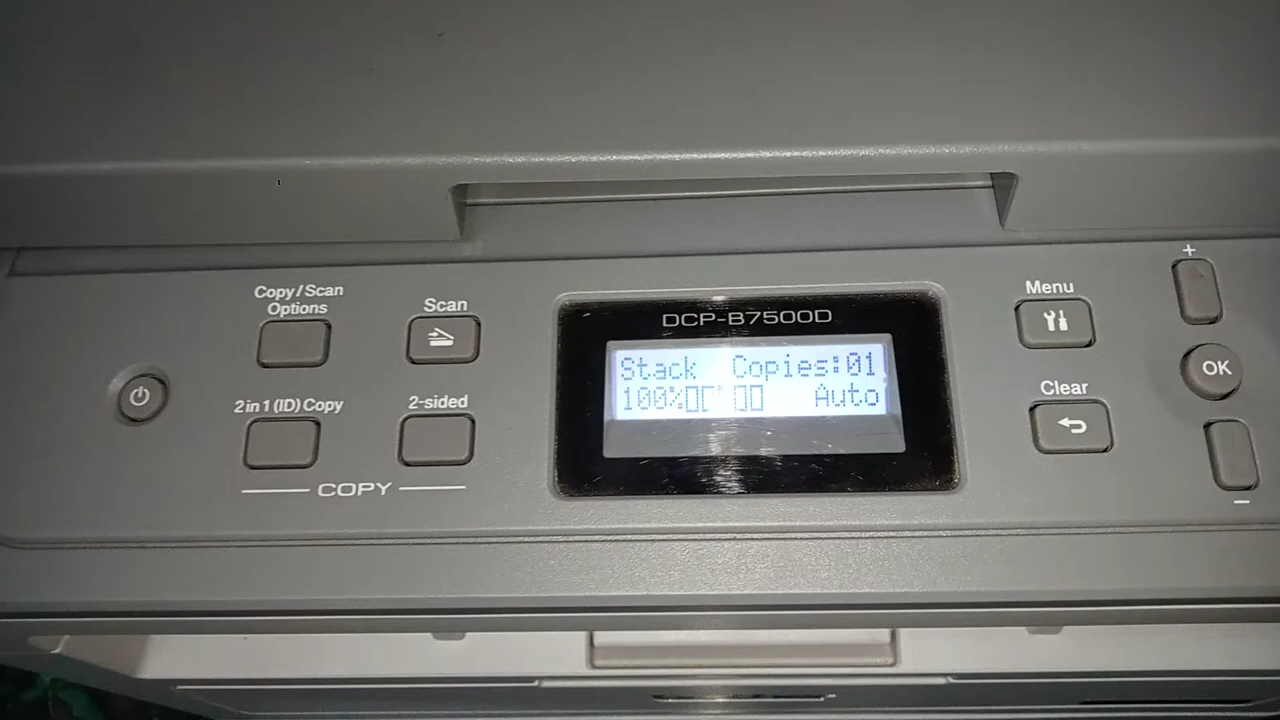 DCP-B7500D
Stack Copies:01
100% Auto
Copy/Scan
Options
Scan
2 in 1 (ID) Copy
2-sided
COPY
Menu
Clear
+
OK
−